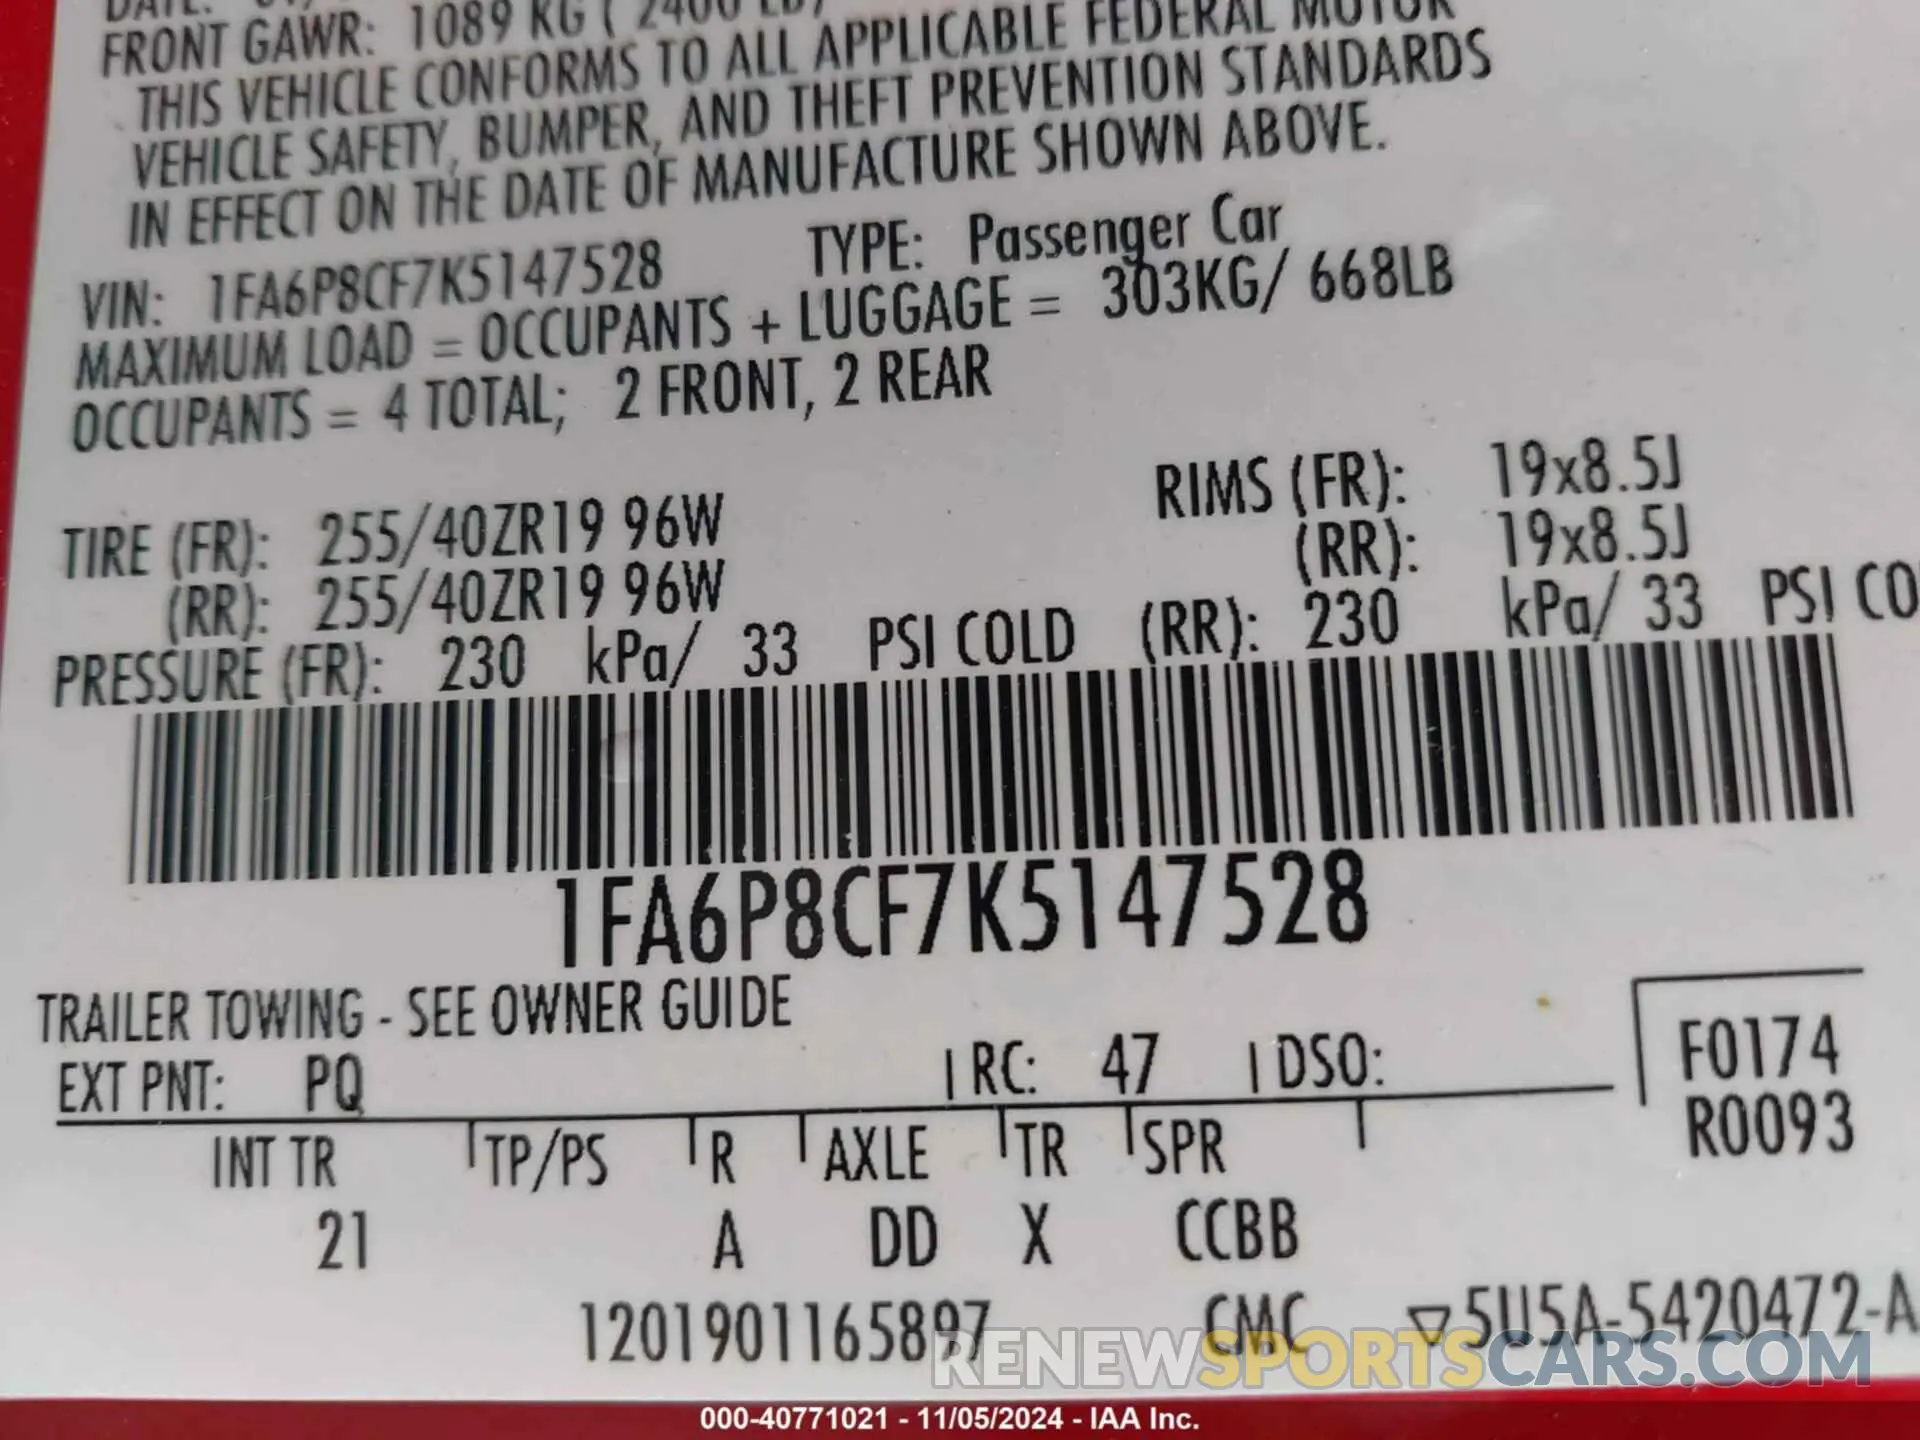 DATE:
FRONT GAWR: 1089 KG ( 2400 LB)
THIS VEHICLE CONFORMS TO ALL APPLICABLE FEDERAL MOTOR
VEHICLE SAFETY, BUMPER, AND THEFT PREVENTION STANDARDS
IN EFFECT ON THE DATE OF MANUFACTURE SHOWN ABOVE.
VIN: 1FA6P8CF7K5147528 TYPE: Passenger Car
MAXIMUM LOAD = OCCUPANTS + LUGGAGE = 303KG/ 668LB
OCCUPANTS = 4 TOTAL; 2 FRONT, 2 REAR
TIRE (FR): 255/40ZR19 96W RIMS (FR): 19x8.5J
(RR): 255/40ZR19 96W (RR): 19x8.5J
PRESSURE (FR): 230 kPa/ 33 PSI COLD (RR): 230 kPa/ 33 PSI CO
1FA6P8CF7K5147528
TRAILER TOWING - SEE OWNER GUIDE
EXT PNT: PQ RC: 47 DSO: F0174
R0093
INT TR TP/PS R AXLE TR SPR
21 A DD X CCBB
1201901165897 CMC ▽5U5A-5420472-A
RENEWSPORTSCARS.COM
000-40771021 - 11/05/2024 - IAA Inc.